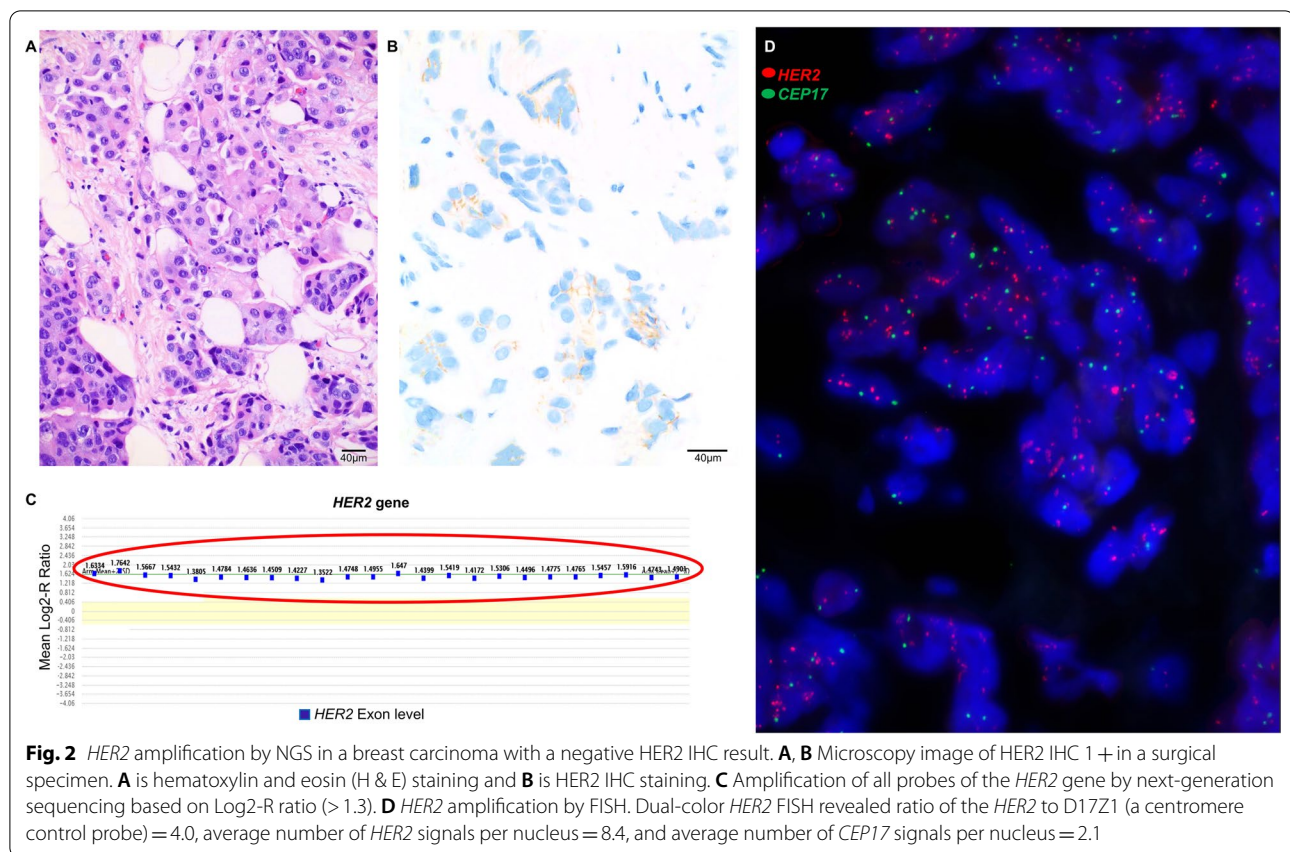 A
B
D
HER2
CEP17
40μm
40μm
C
HER2 gene
Mean Log2-R Ratio
4.06
3.654
3.248
2.842
2.436
2.03
1.624
1.218
0.812
0.406
0
-0.406
-0.812
-1.218
-1.624
-2.03
-2.436
-2.842
-3.248
-3.654
-4.06
1.6334 1.7642 1.5667 1.5432 1.3805 1.4784 1.4636 1.4509 1.4227 1.3522 1.4748 1.4955 1.647 1.4399 1.5419 1.4172 1.5306 1.4496 1.4775 1.4765 1.5457 1.5916 1.4743 1.4901
HER2 Exon level
Fig. 2 HER2 amplification by NGS in a breast carcinoma with a negative HER2 IHC result. A, B Microscopy image of HER2 IHC 1 + in a surgical
specimen. A is hematoxylin and eosin (H & E) staining and B is HER2 IHC staining. C Amplification of all probes of the HER2 gene by next-generation
sequencing based on Log2-R ratio (> 1.3). D HER2 amplification by FISH. Dual-color HER2 FISH revealed ratio of the HER2 to D17Z1 (a centromere
control probe) = 4.0, average number of HER2 signals per nucleus = 8.4, and average number of CEP17 signals per nucleus = 2.1